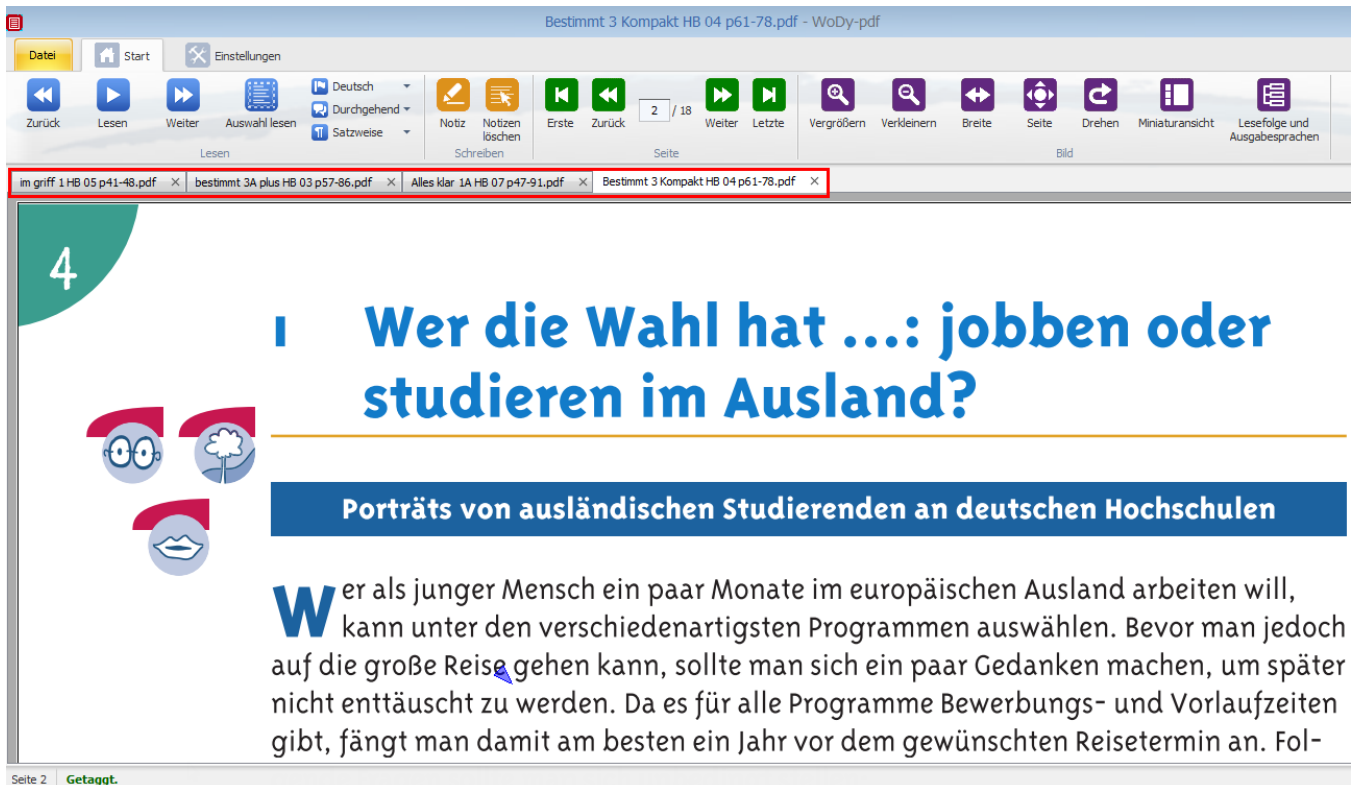 Bestimmt 3 Kompakt HB 04 p61-78.pdf - WoDy-pdf
Datei Start Einstellungen
Zurück Lesen Weiter Auswahl lesen
Deutsch
Durchgehend
Satzweise
Lesen
Notiz Notizen löschen
Schreiben
Erste Zurück 2 / 18 Weiter Letzte
Seite
Vergrößern Verkleinern Breite Seite Drehen Miniaturansicht Lesefolge und Ausgabesprachen
Bild
im griff 1 HB 05 p41-48.pdf bestimmt 3A plus HB 03 p57-86.pdf Alles klar 1A HB 07 p47-91.pdf Bestimmt 3 Kompakt HB 04 p61-78.pdf
4
1 Wer die Wahl hat ...: jobben oder
studieren im Ausland?
Porträts von ausländischen Studierenden an deutschen Hochschulen
Wer als junger Mensch ein paar Monate im europäischen Ausland arbeiten will,
kann unter den verschiedenartigsten Programmen auswählen. Bevor man jedoch
auf die große Reise gehen kann, sollte man sich ein paar Gedanken machen, um später
nicht enttäuscht zu werden. Da es für alle Programme Bewerbungs- und Vorlaufzeiten
gibt, fängt man damit am besten ein Jahr vor dem gewünschten Reisetermin an. Fol-
Seite 2 Getaggt.